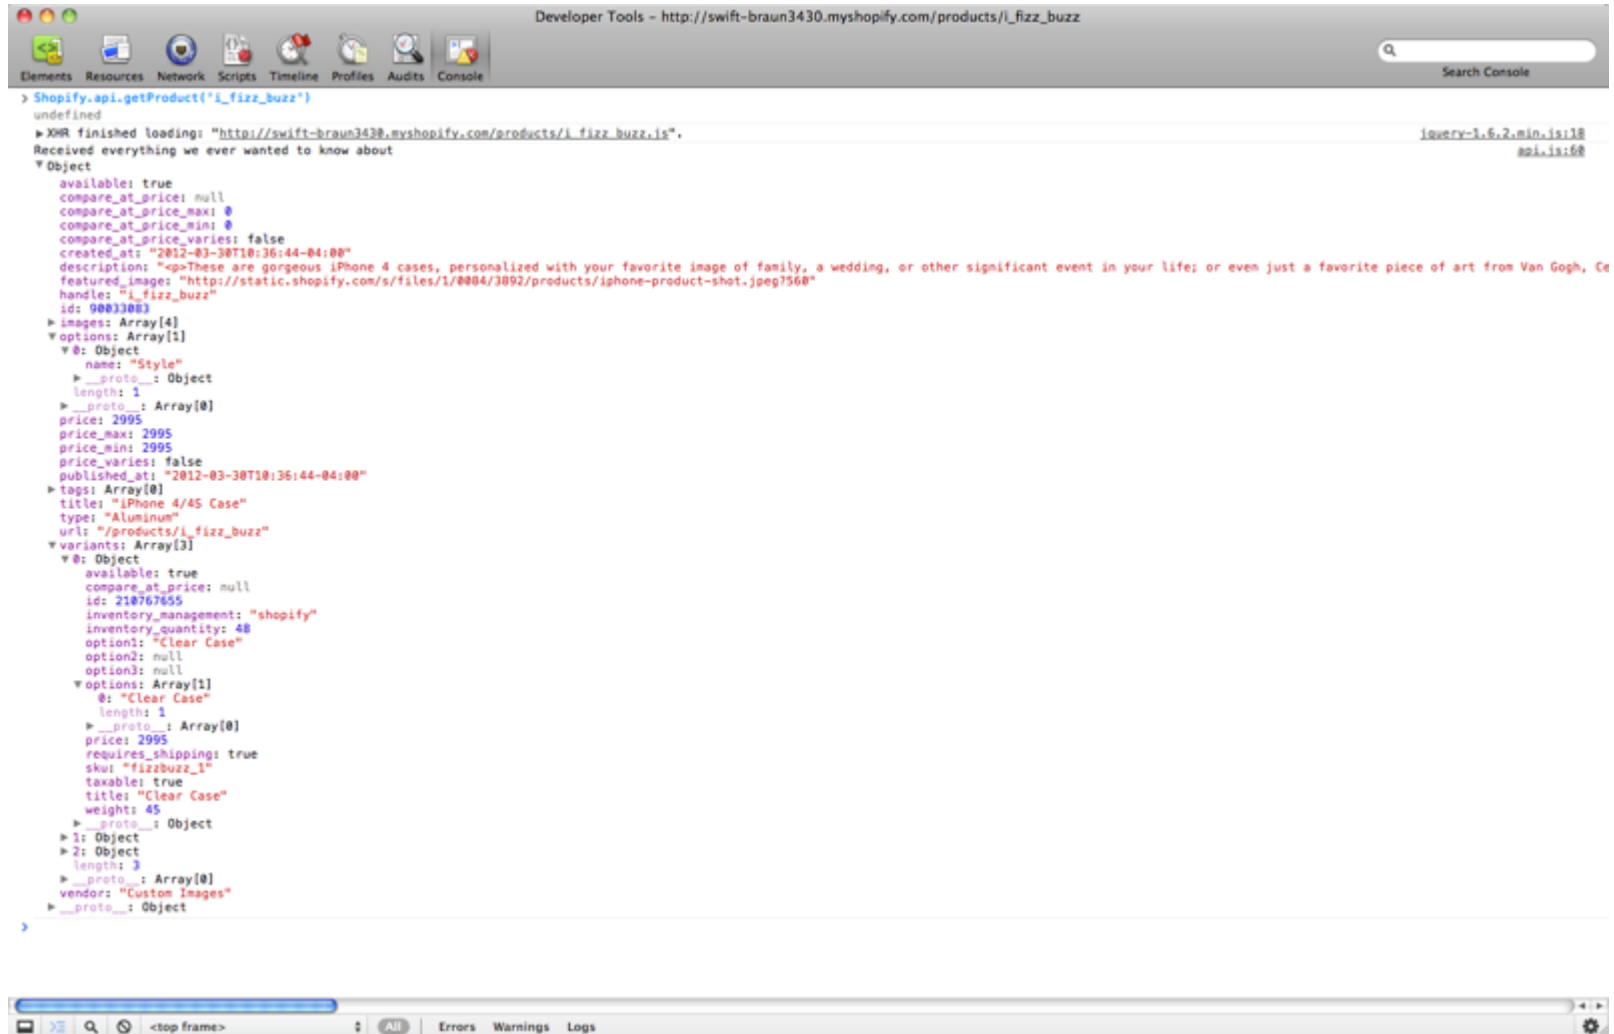 Developer Tools - http://swift-braun3430.myshopify.com/products/i_fizz_buzz
Elements Resources Network Scripts Timeline Profiles Audits Console
Search Console
> Shopify.api.getProduct('i_fizz_buzz')
undefined
▶XHR finished loading: "http://swift-braun3430.myshopify.com/products/i_fizz_buzz.js". jquery-1.6.2.min.js:18
Received everything we ever wanted to know about api.js:60
▼Object
available: true
compare_at_price: null
compare_at_price_max: 0
compare_at_price_min: 0
compare_at_price_varies: false
created_at: "2012-03-30T10:36:44-04:00"
description: "<p>These are gorgeous iPhone 4 cases, personalized with your favorite image of family, a wedding, or other significant event in your life; or even just a favorite piece of art from Van Gogh, Ce
featured_image: "http://static.shopify.com/s/files/1/0084/3892/products/iphone-product-shot.jpeg?560"
handle: "i_fizz_buzz"
id: 90033083
▶images: Array[4]
▼options: Array[1]
▼0: Object
name: "Style"
▶__proto__: Object
length: 1
▶__proto__: Array[0]
price: 2995
price_max: 2995
price_min: 2995
price_varies: false
published_at: "2012-03-30T10:36:44-04:00"
▶tags: Array[0]
title: "iPhone 4/4S Case"
type: "Aluminum"
url: "/products/i_fizz_buzz"
▼variants: Array[3]
▼0: Object
available: true
compare_at_price: null
id: 210767655
inventory_management: "shopify"
inventory_quantity: 48
option1: "Clear Case"
option2: null
option3: null
▼options: Array[1]
0: "Clear Case"
length: 1
▶__proto__: Array[0]
price: 2995
requires_shipping: true
sku: "fizzbuzz_1"
taxable: true
title: "Clear Case"
weight: 45
▶__proto__: Object
▶1: Object
▶2: Object
length: 3
▶__proto__: Array[0]
vendor: "Custom Images"
▶__proto__: Object
>
<top frame> All Errors Warnings Logs